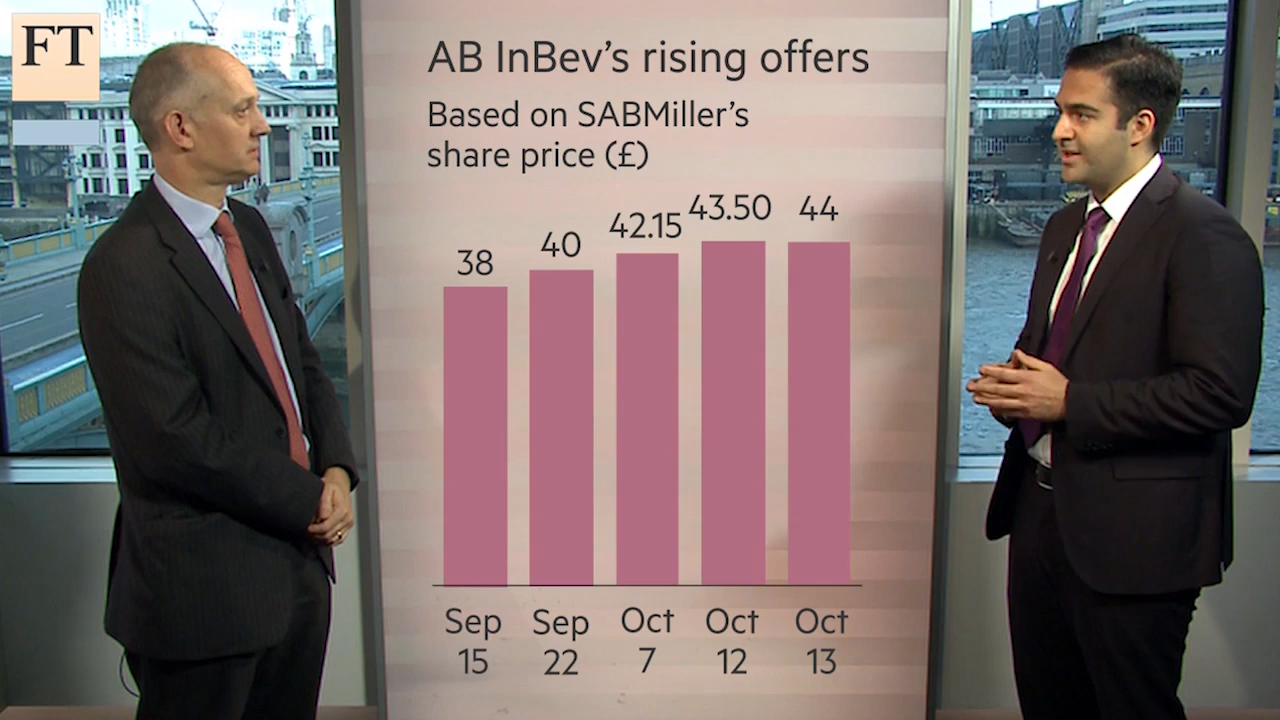 FT
AB InBev's rising offers
Based on SABMiller's
share price (£)
38
40
42.15
43.50
44
Sep
15
Sep
22
Oct
7
Oct
12
Oct
13